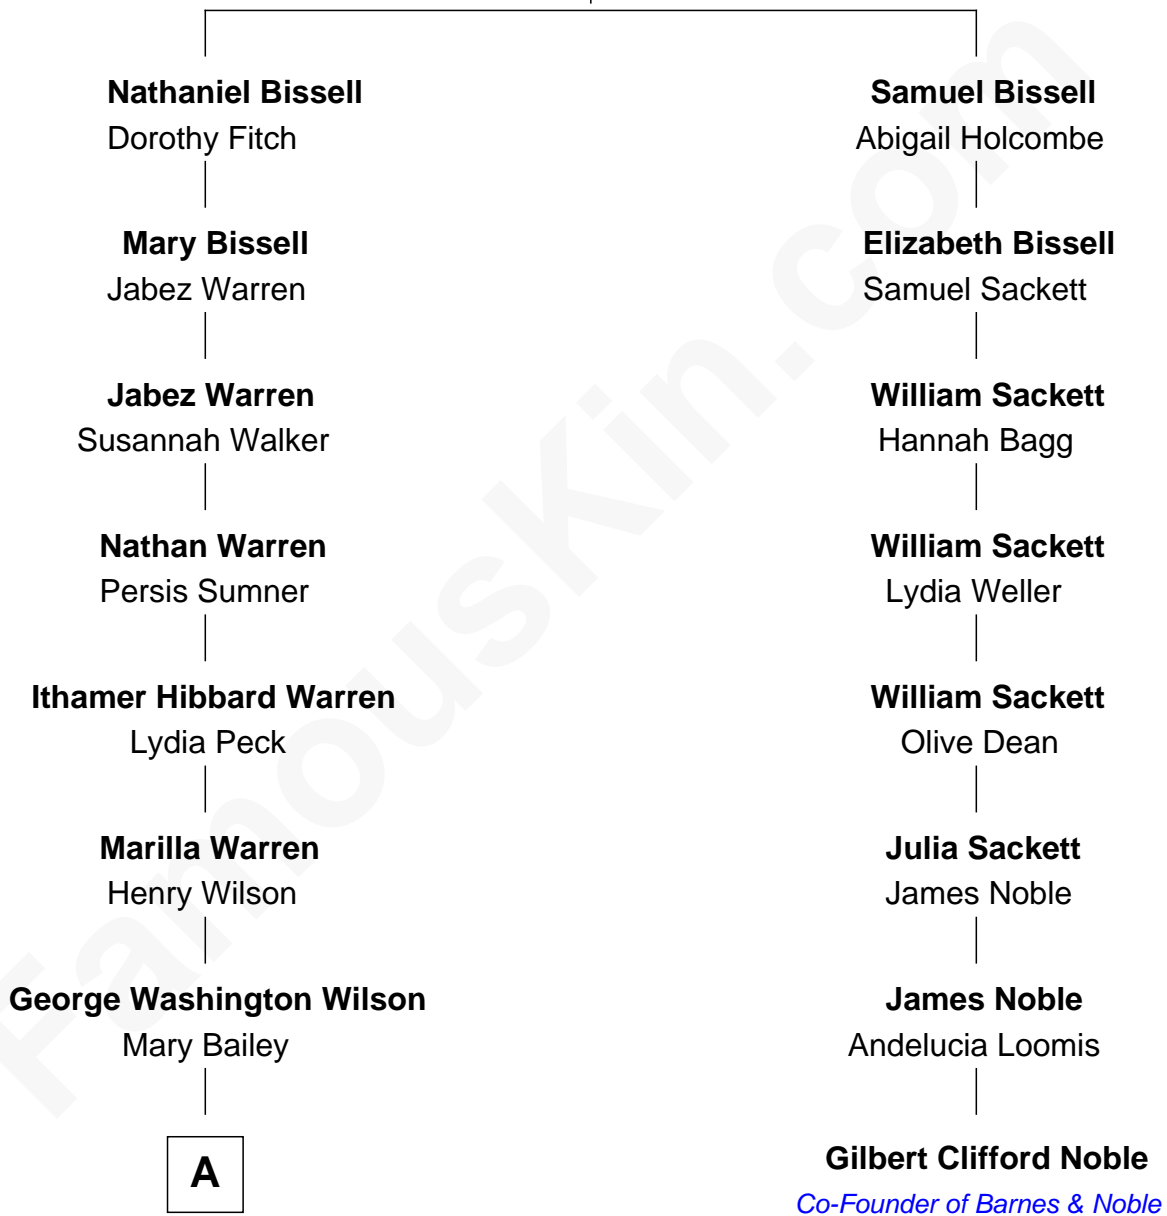 Nathaniel Bissell
Dorothy Fitch
Mary Bissell
Jabez Warren
Jabez Warren
Susannah Walker
Nathan Warren
Persis Sumner
Ithamer Hibbard Warren
Lydia Peck
Marilla Warren
Henry Wilson
George Washington Wilson
Mary Bailey
A
Samuel Bissell
Abigail Holcombe
Elizabeth Bissell
Samuel Sackett
William Sackett
Hannah Bagg
William Sackett
Lydia Weller
William Sackett
Olive Dean
Julia Sackett
James Noble
James Noble
Andelucia Loomis
Gilbert Clifford Noble
Co-Founder of Barnes & Noble
FamousKin.com